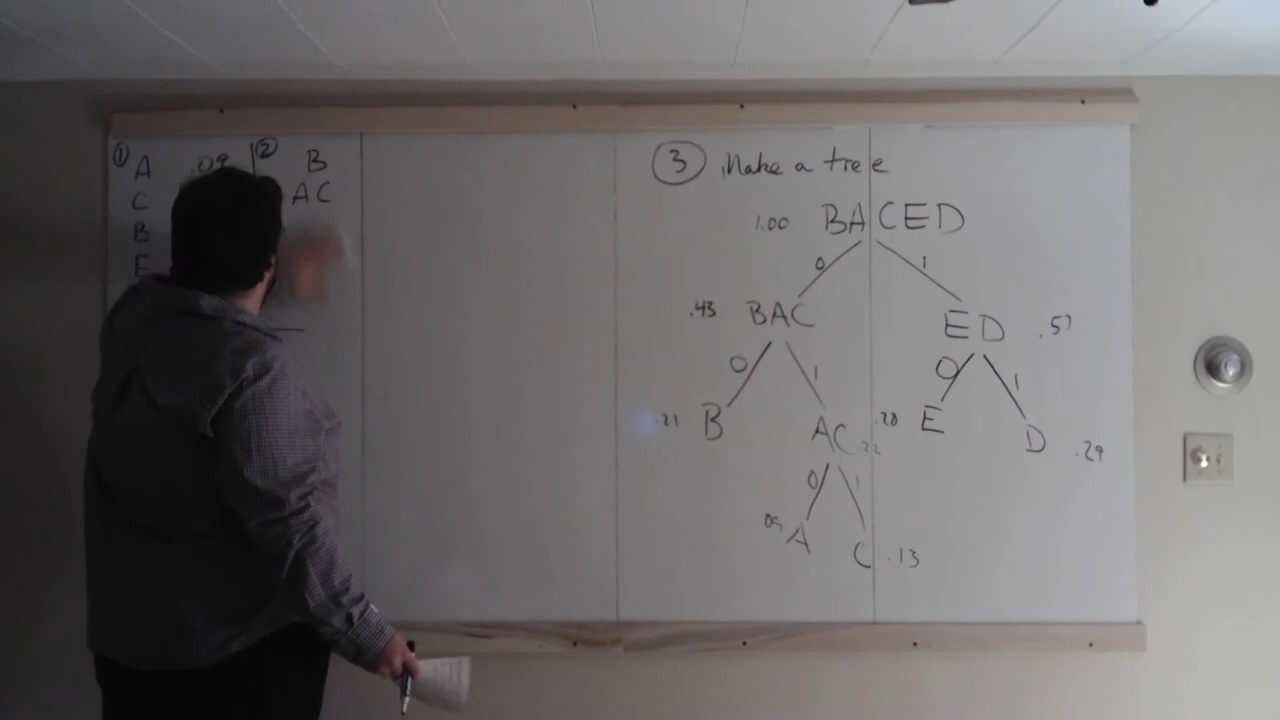 ① A .09 ② B
C AC
B
E
③ Make a tree
1.00 BACED
0 1
.43 BAC ED .57
0 1 0 1
.21 B AC .22 .28 E D .29
0 1
.09 A C .13